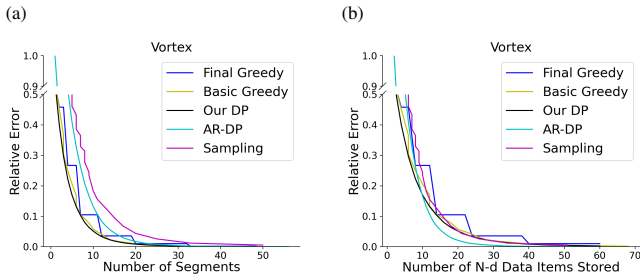 (a)
Vortex
Relative Error
1.0
0.9
0.5
0.4
0.3
0.2
0.1
0.0
0 10 20 30 40 50
Number of Segments
Final Greedy
Basic Greedy
Our DP
AR-DP
Sampling
(b)
Vortex
Relative Error
1.0
0.9
0.5
0.4
0.3
0.2
0.1
0.0
0 10 20 30 40 50 60 70
Number of N-d Data Items Stored
Final Greedy
Basic Greedy
Our DP
AR-DP
Sampling